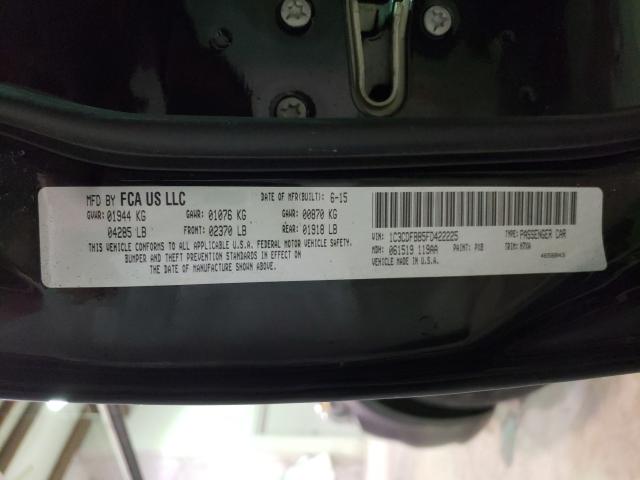 MFD BY FCA US LLC DATE OF MFR(BUILT): 6-15
GVWR: 01944 KG GAWR: 01076 KG GAWR: 00870 KG
04285 LB FRONT: 02370 LB REAR: 01918 LB
THIS VEHICLE CONFORMS TO ALL APPLICABLE U.S.A. FEDERAL MOTOR VEHICLE SAFETY,
BUMPER AND THEFT PREVENTION STANDARDS IN EFFECT ON
THE DATE OF MANUFACTURE SHOWN ABOVE.
VIN: 1C3CDFBB5FD422225 TYPE: PASSENGER CAR
MDH: 061519 119AA PAINT: PXB TRIM: H7XA
VEHICLE MADE IN U.S.A.